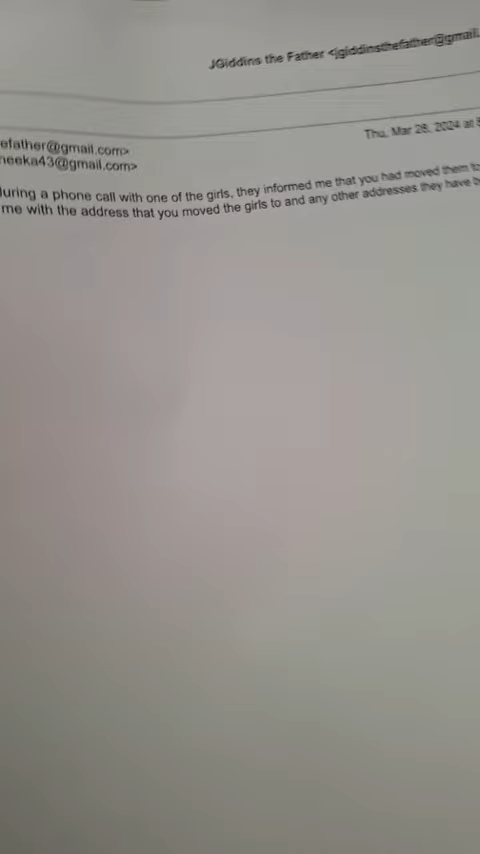 JGiddins the Father <jgiddinsthefather@gmail.
Thu, Mar 28, 2024 at
efather@gmail.com>
neeka43@gmail.com>
during a phone call with one of the girls, they informed me that you had moved them to
me with the address that you moved the girls to and any other addresses they have